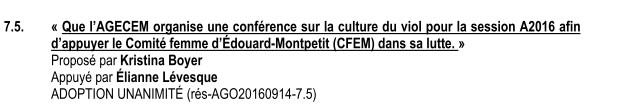 7.5. « Que l’AGECEM organise une conférence sur la culture du viol pour la session A2016 afin
d’appuyer le Comité femme d’Édouard-Montpetit (CFEM) dans sa lutte. »
Proposé par Kristina Boyer
Appuyé par Élianne Lévesque
ADOPTION UNANIMITÉ (rés-AGO20160914-7.5)